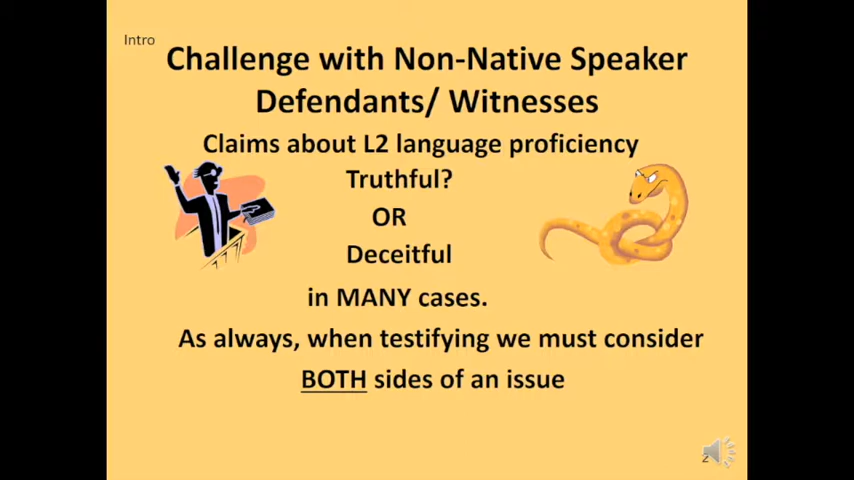 Intro
Challenge with Non-Native Speaker
Defendants/ Witnesses
Claims about L2 language proficiency
Truthful?
OR
Deceitful
in MANY cases.
As always, when testifying we must consider
BOTH sides of an issue
2